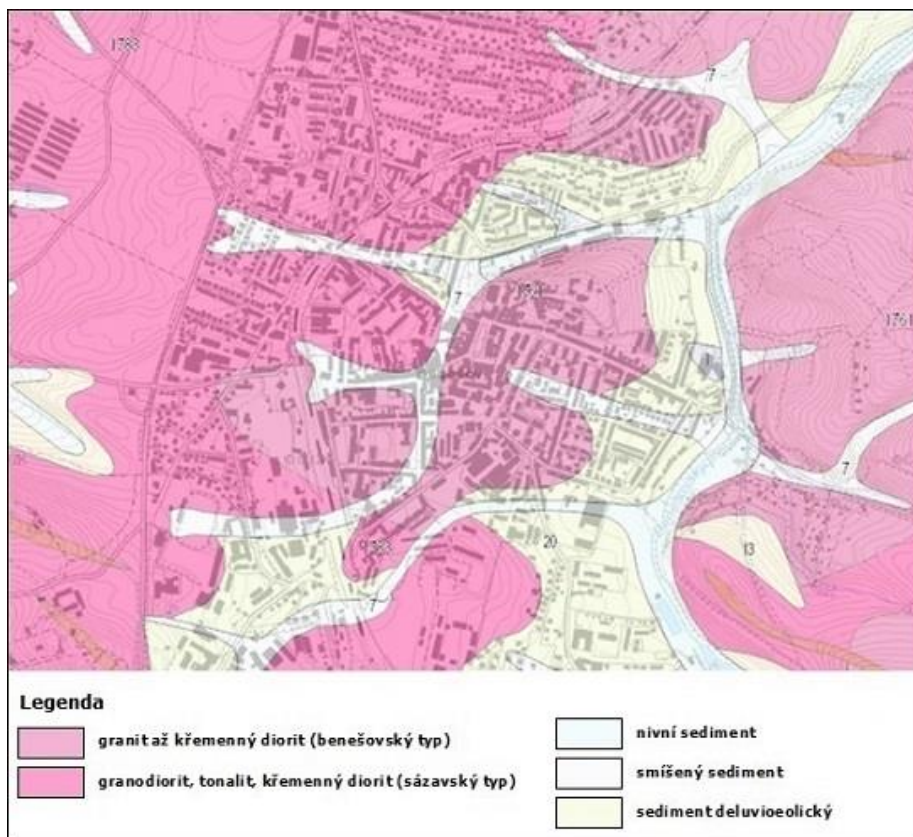 1783
7
7
1761
7
20
13
7
Legenda
granit až křemenný diorit (benešovský typ)
granodiorit, tonalit, křemenný diorit (sázavský typ)
nivní sediment
smíšený sediment
sediment deluvioeolický